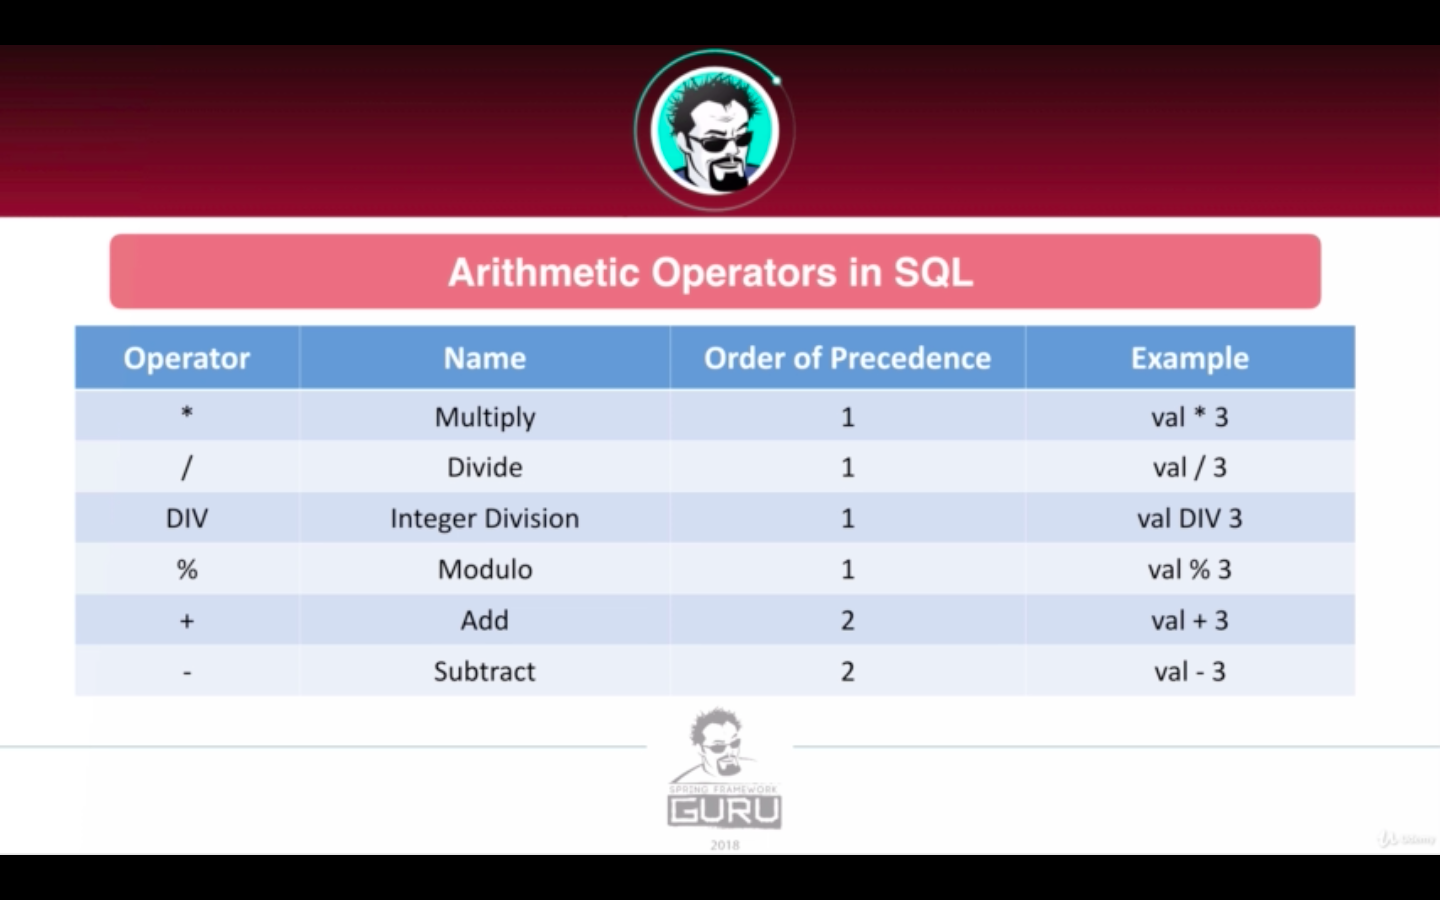 Arithmetic Operators in SQL
Operator Name Order of Precedence Example
* Multiply 1 val * 3
/ Divide 1 val / 3
DIV Integer Division 1 val DIV 3
% Modulo 1 val % 3
+ Add 2 val + 3
- Subtract 2 val - 3
SPRING FRAMEWORK
GURU
2018
Udemy